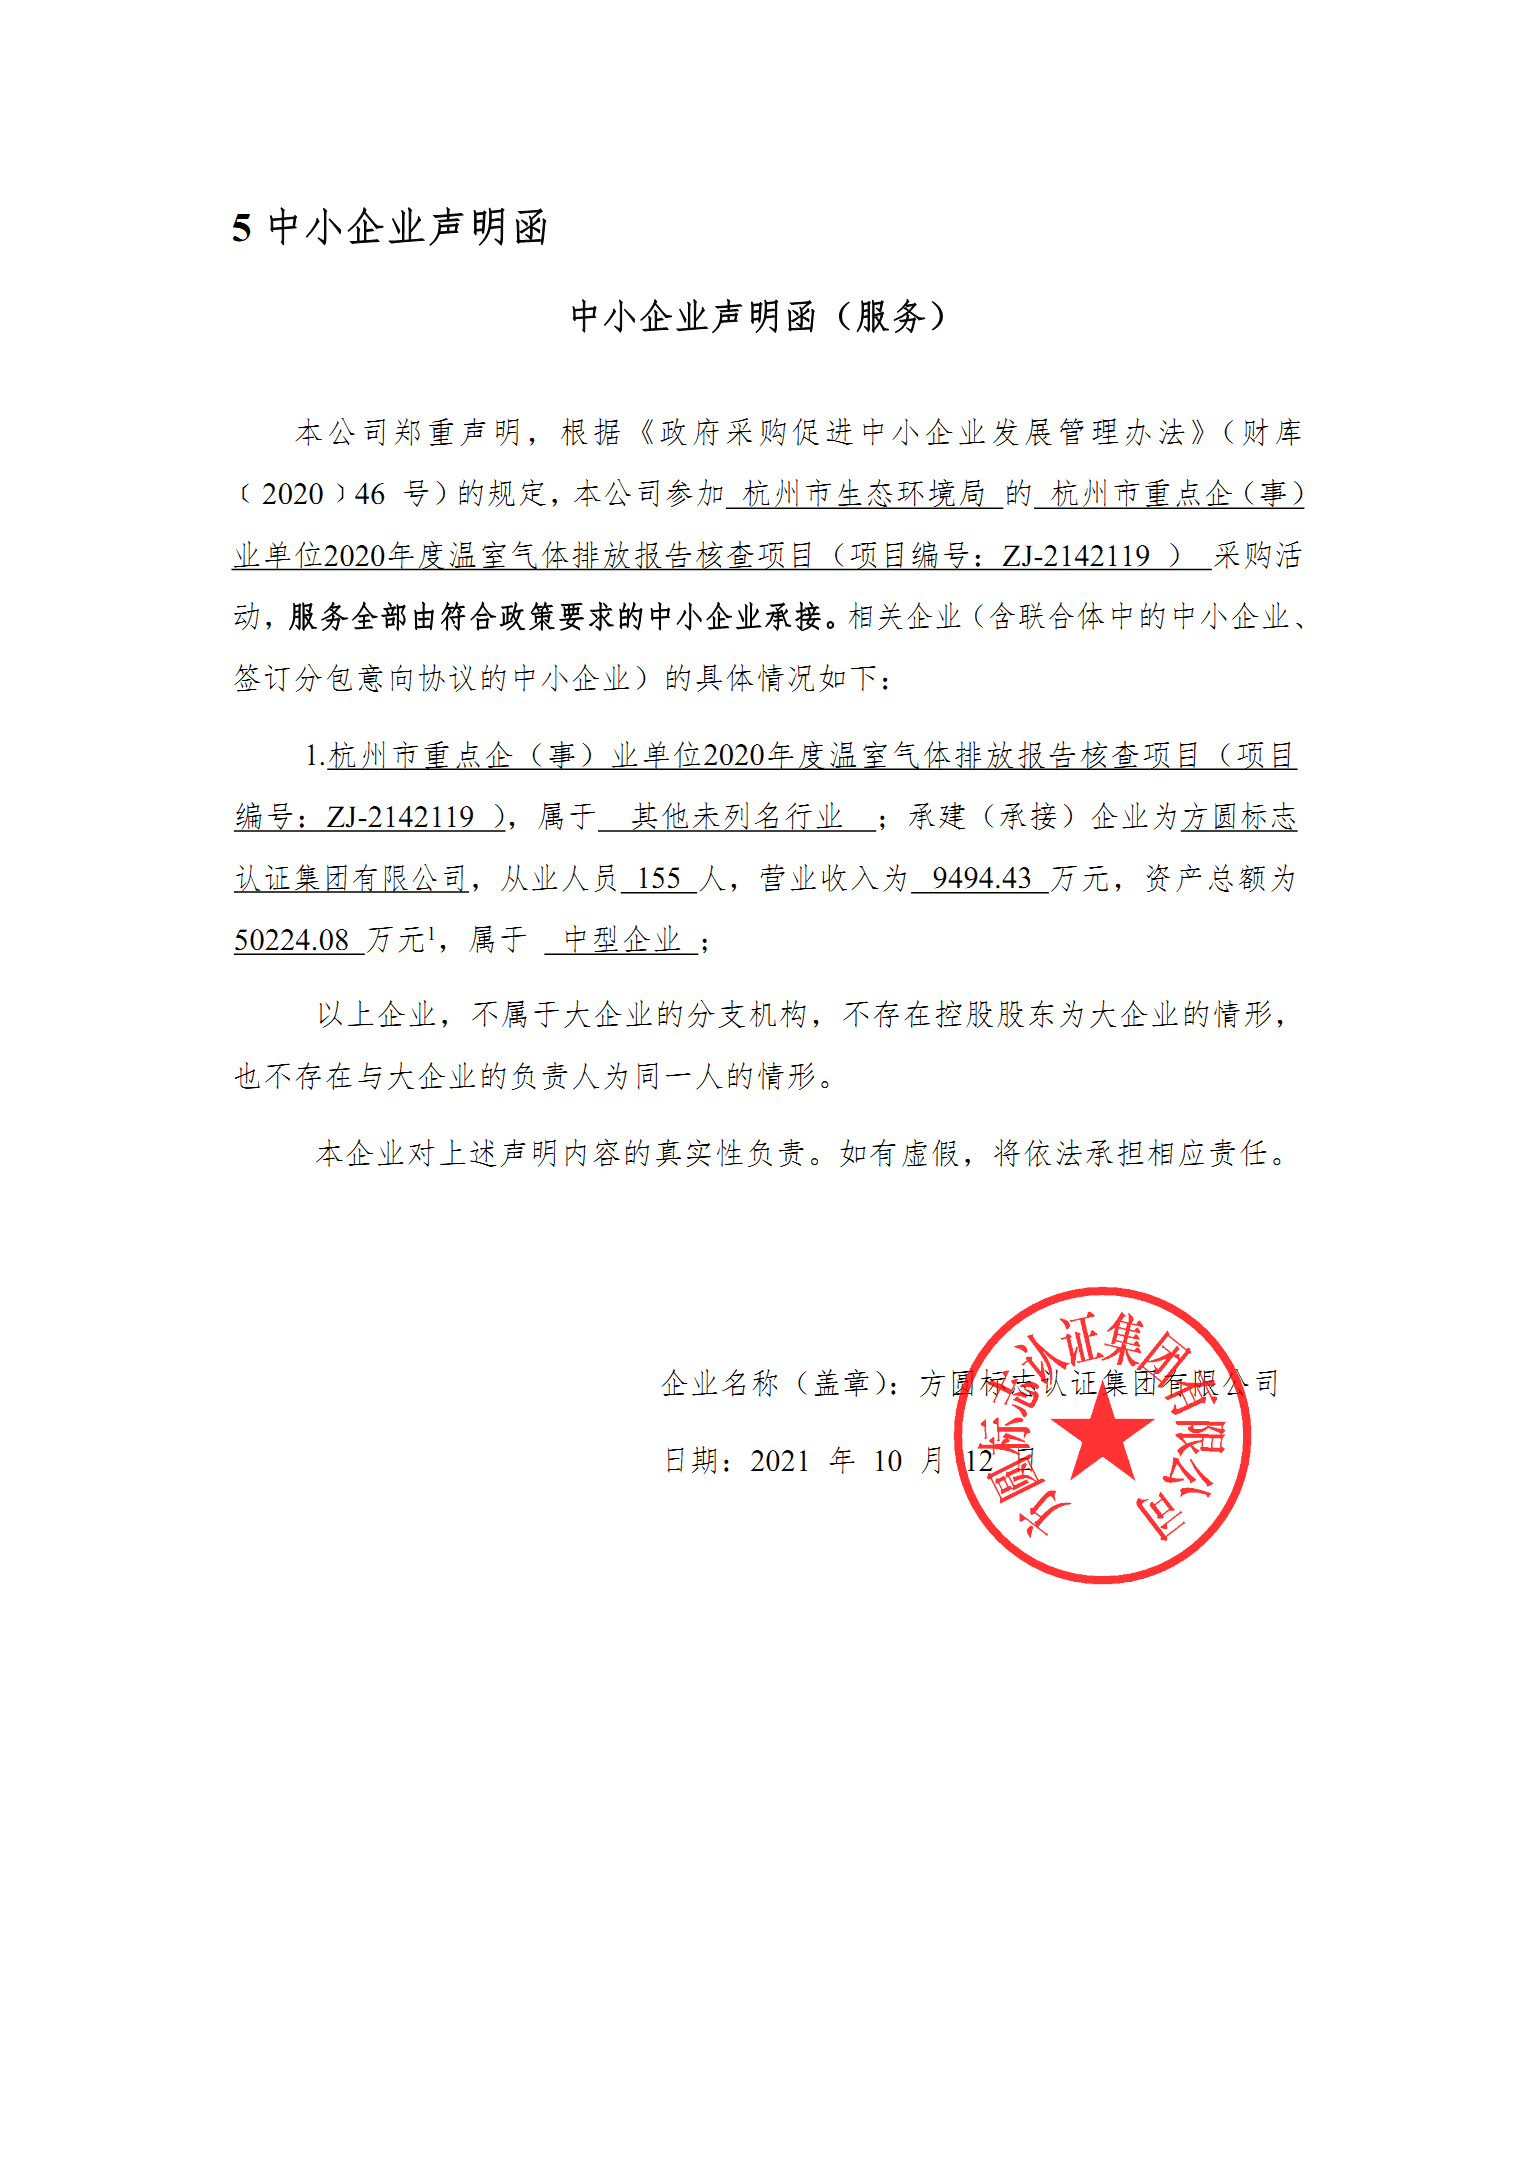 5 中小企业声明函
中小企业声明函（服务）
本公司郑重声明，根据《政府采购促进中小企业发展管理办法》（财库
﹝2020﹞46 号）的规定，本公司参加 杭州市生态环境局 的 杭州市重点企（事）
业单位2020年度温室气体排放报告核查项目（项目编号：ZJ-2142119 ） 采购活
动，服务全部由符合政策要求的中小企业承接。相关企业（含联合体中的中小企业、
签订分包意向协议的中小企业）的具体情况如下：
1.杭州市重点企（事）业单位2020年度温室气体排放报告核查项目（项目
编号：ZJ-2142119 ），属于 其他未列名行业 ；承建（承接）企业为方圆标志
认证集团有限公司，从业人员 155 人，营业收入为 9494.43 万元，资产总额为
50224.08 万元1，属于 中型企业 ；
以上企业，不属于大企业的分支机构，不存在控股股东为大企业的情形，
也不存在与大企业的负责人为同一人的情形。
本企业对上述声明内容的真实性负责。如有虚假，将依法承担相应责任。
企业名称（盖章）：方圆标志认证集团有限公司
日期：2021 年 10 月 12 日
方圆标志认证集团有限公司